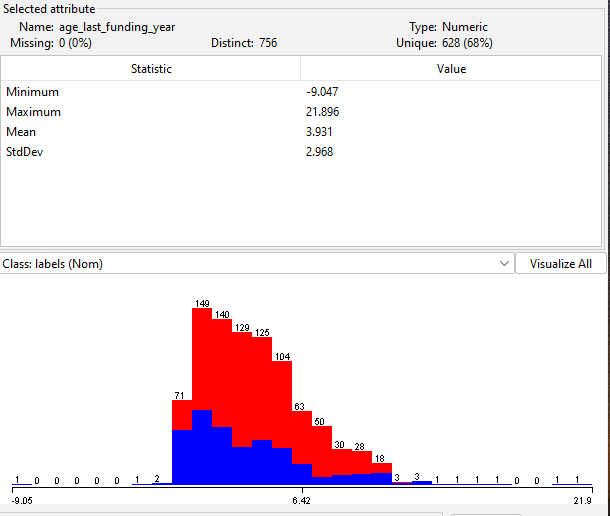 Selected attribute
Name: age_last_funding_year Type: Numeric
Missing: 0 (0%) Distinct: 756 Unique: 628 (68%)
Statistic Value
Minimum -9.047
Maximum 21.896
Mean 3.931
StdDev 2.968
Class: labels (Nom) Visualize All
149
140
129
125
104
71
63
50
30
28
18
1 0 0 0 0 0 1 2 3 3 1 1 1 1 0 0 1 1
-9.05 6.42 21.9